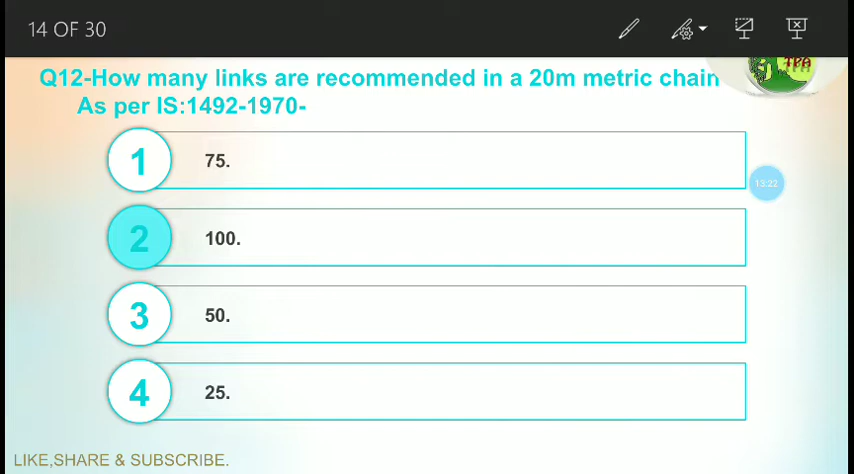 14 OF 30
Q12-How many links are recommended in a 20m metric chain
TPA
As per IS:1492-1970-
1 75.
13:22
2 100.
3 50.
4 25.
LIKE,SHARE & SUBSCRIBE.